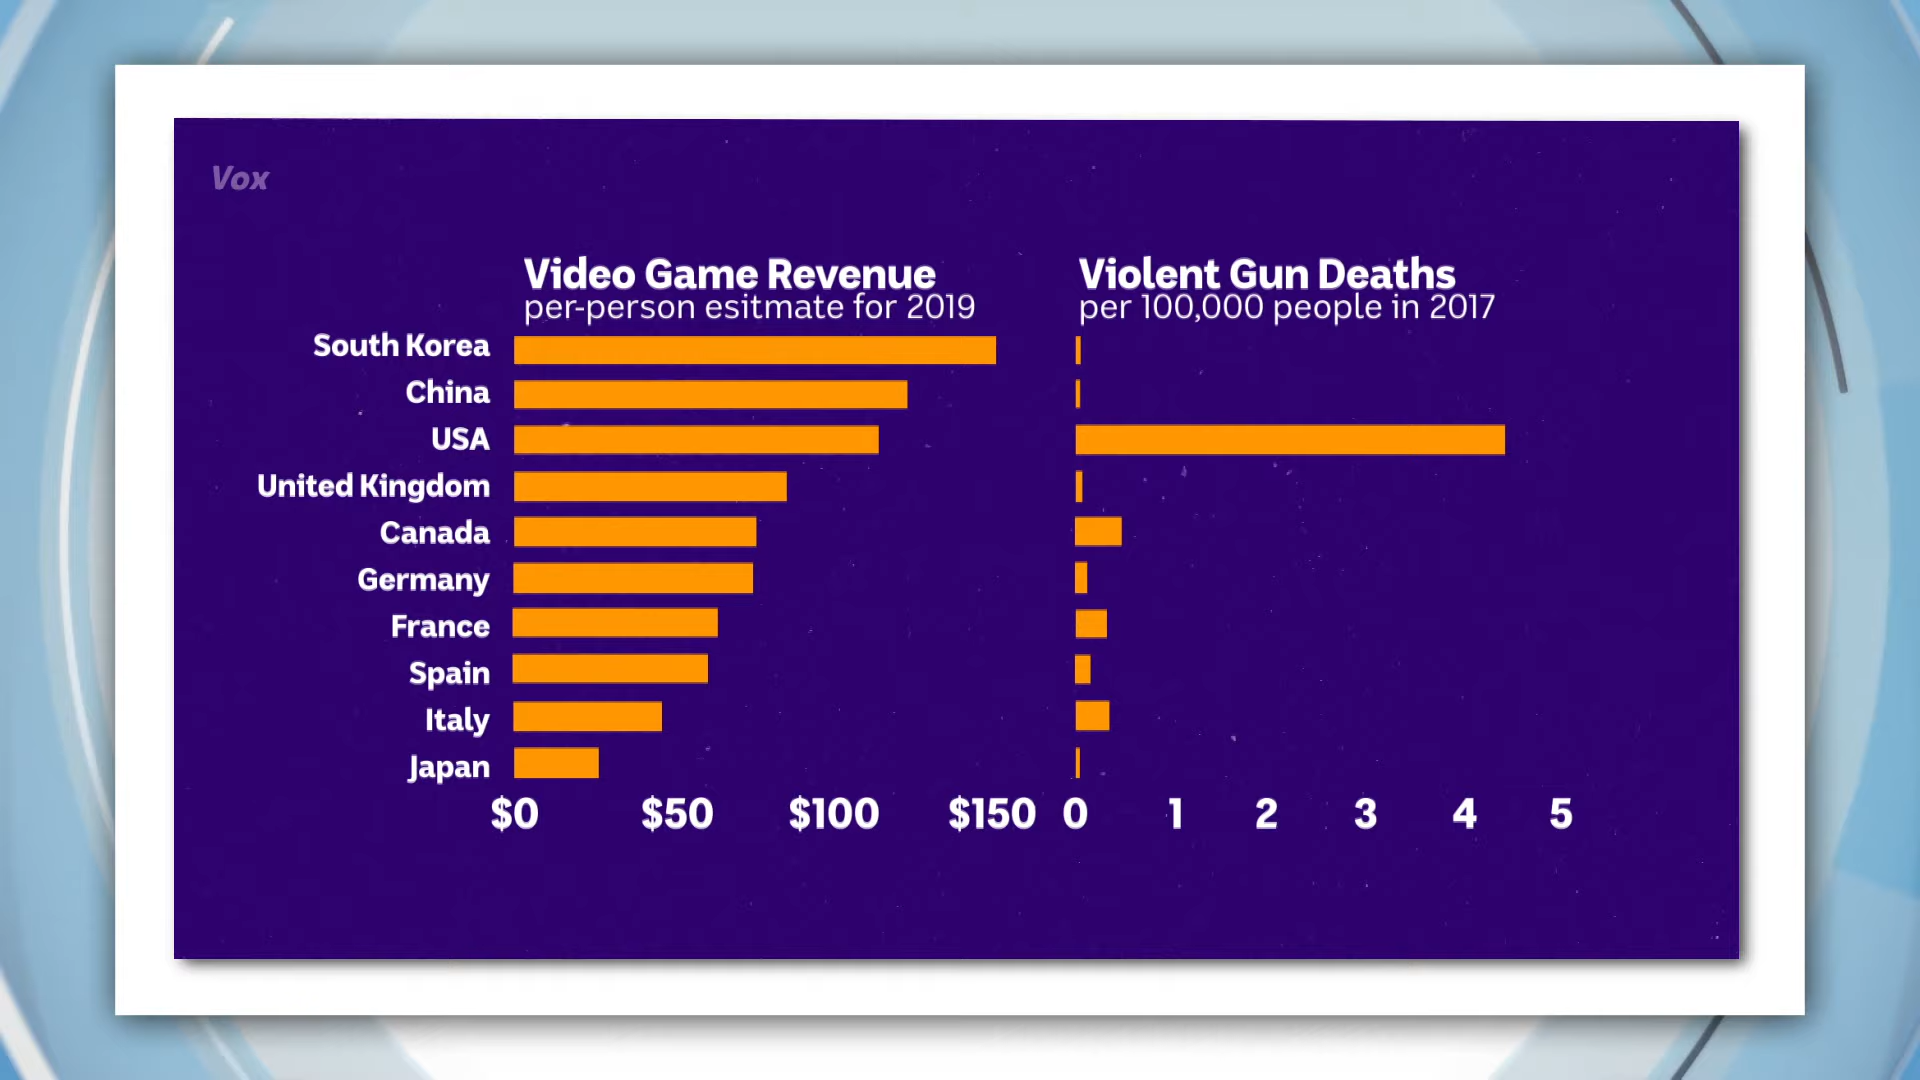 Vox
Video Game Revenue
per-person esitmate for 2019
Violent Gun Deaths
per 100,000 people in 2017
South Korea
China
USA
United Kingdom
Canada
Germany
France
Spain
Italy
Japan
$0 $50 $100 $150
0 1 2 3 4 5